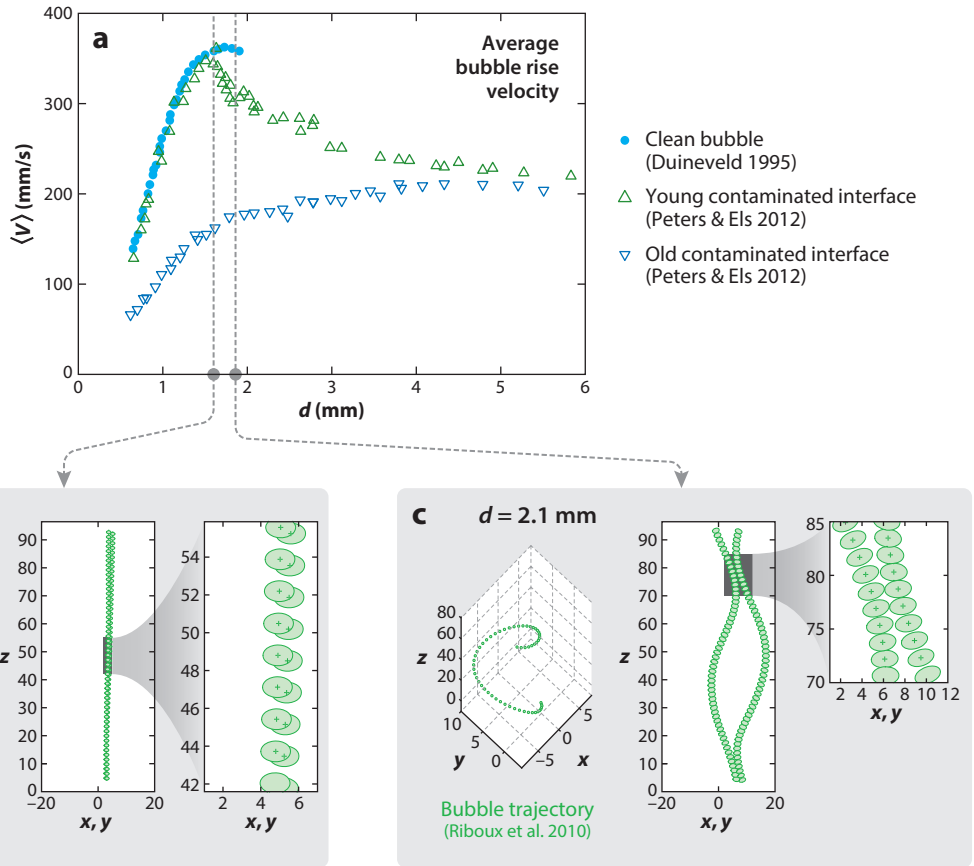 a
Average
bubble rise
velocity
⟨V⟩ (mm/s)
400
300
200
100
0
0
1
2
3
4
5
6
d (mm)
Clean bubble
(Duineveld 1995)
Young contaminated interface
(Peters & Els 2012)
Old contaminated interface
(Peters & Els 2012)
z
90
80
70
60
50
40
30
20
10
0
−20
0
20
x, y
54
52
50
48
46
44
42
2
4
6
x, y
c
d = 2.1 mm
z
80
60
40
20
0
10
5
0
y
−5
0
5
x
Bubble trajectory
(Riboux et al. 2010)
z
90
80
70
60
50
40
30
20
10
0
−20
0
20
x, y
85
80
75
70
2
4
6
8
10
12
x, y